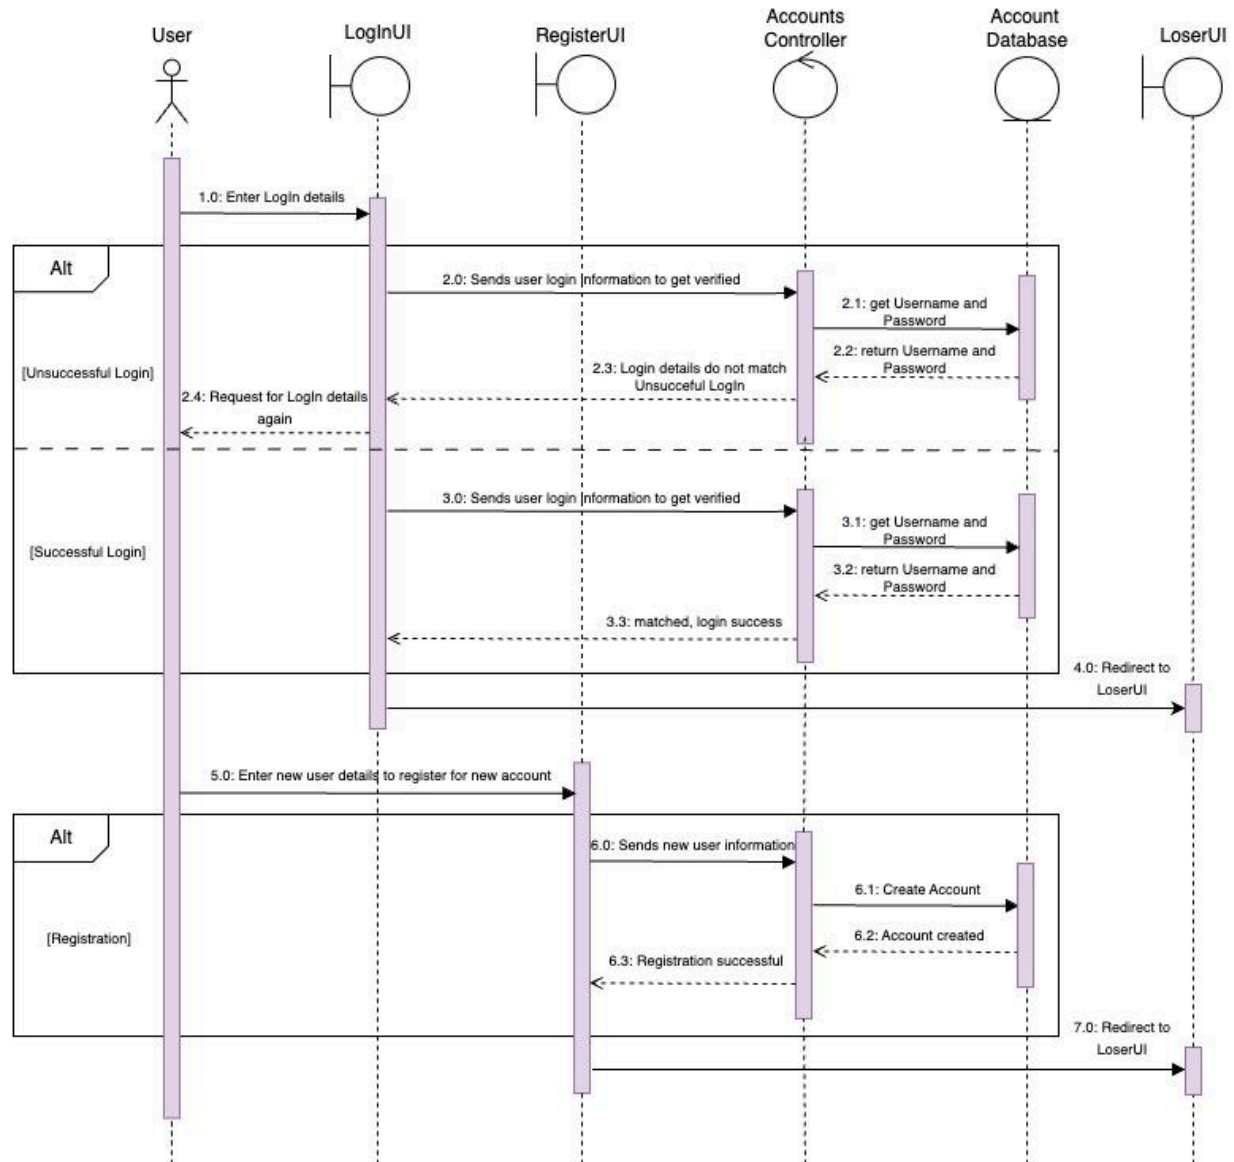 User
LogInUI
RegisterUI
Accounts
Controller
Account
Database
LoserUI
1.0: Enter LogIn details
Alt
2.0: Sends user login information to get verified
2.1: get Username and
Password
2.2: return Username and
Password
[Unsuccessful Login]
2.3: Login details do not match
Unsucceful LogIn
2.4: Request for LogIn details
again
3.0: Sends user login information to get verified
3.1: get Username and
Password
[Successful Login]
3.2: return Username and
Password
3.3: matched, login success
4.0: Redirect to
LoserUI
5.0: Enter new user details to register for new account
Alt
6.0: Sends new user information
6.1: Create Account
[Registration]
6.2: Account created
6.3: Registration successful
7.0: Redirect to
LoserUI